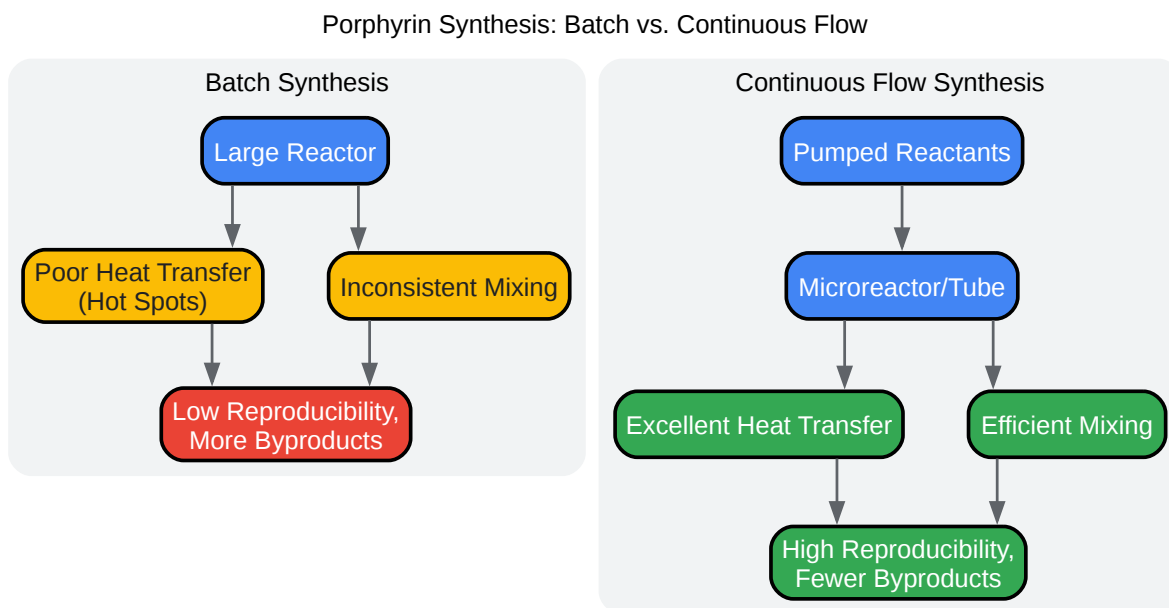 Porphyrin Synthesis: Batch vs. Continuous Flow
Batch Synthesis
Large Reactor
Poor Heat Transfer
(Hot Spots)
Inconsistent Mixing
Low Reproducibility,
More Byproducts
Continuous Flow Synthesis
Pumped Reactants
Microreactor/Tube
Excellent Heat Transfer
Efficient Mixing
High Reproducibility,
Fewer Byproducts